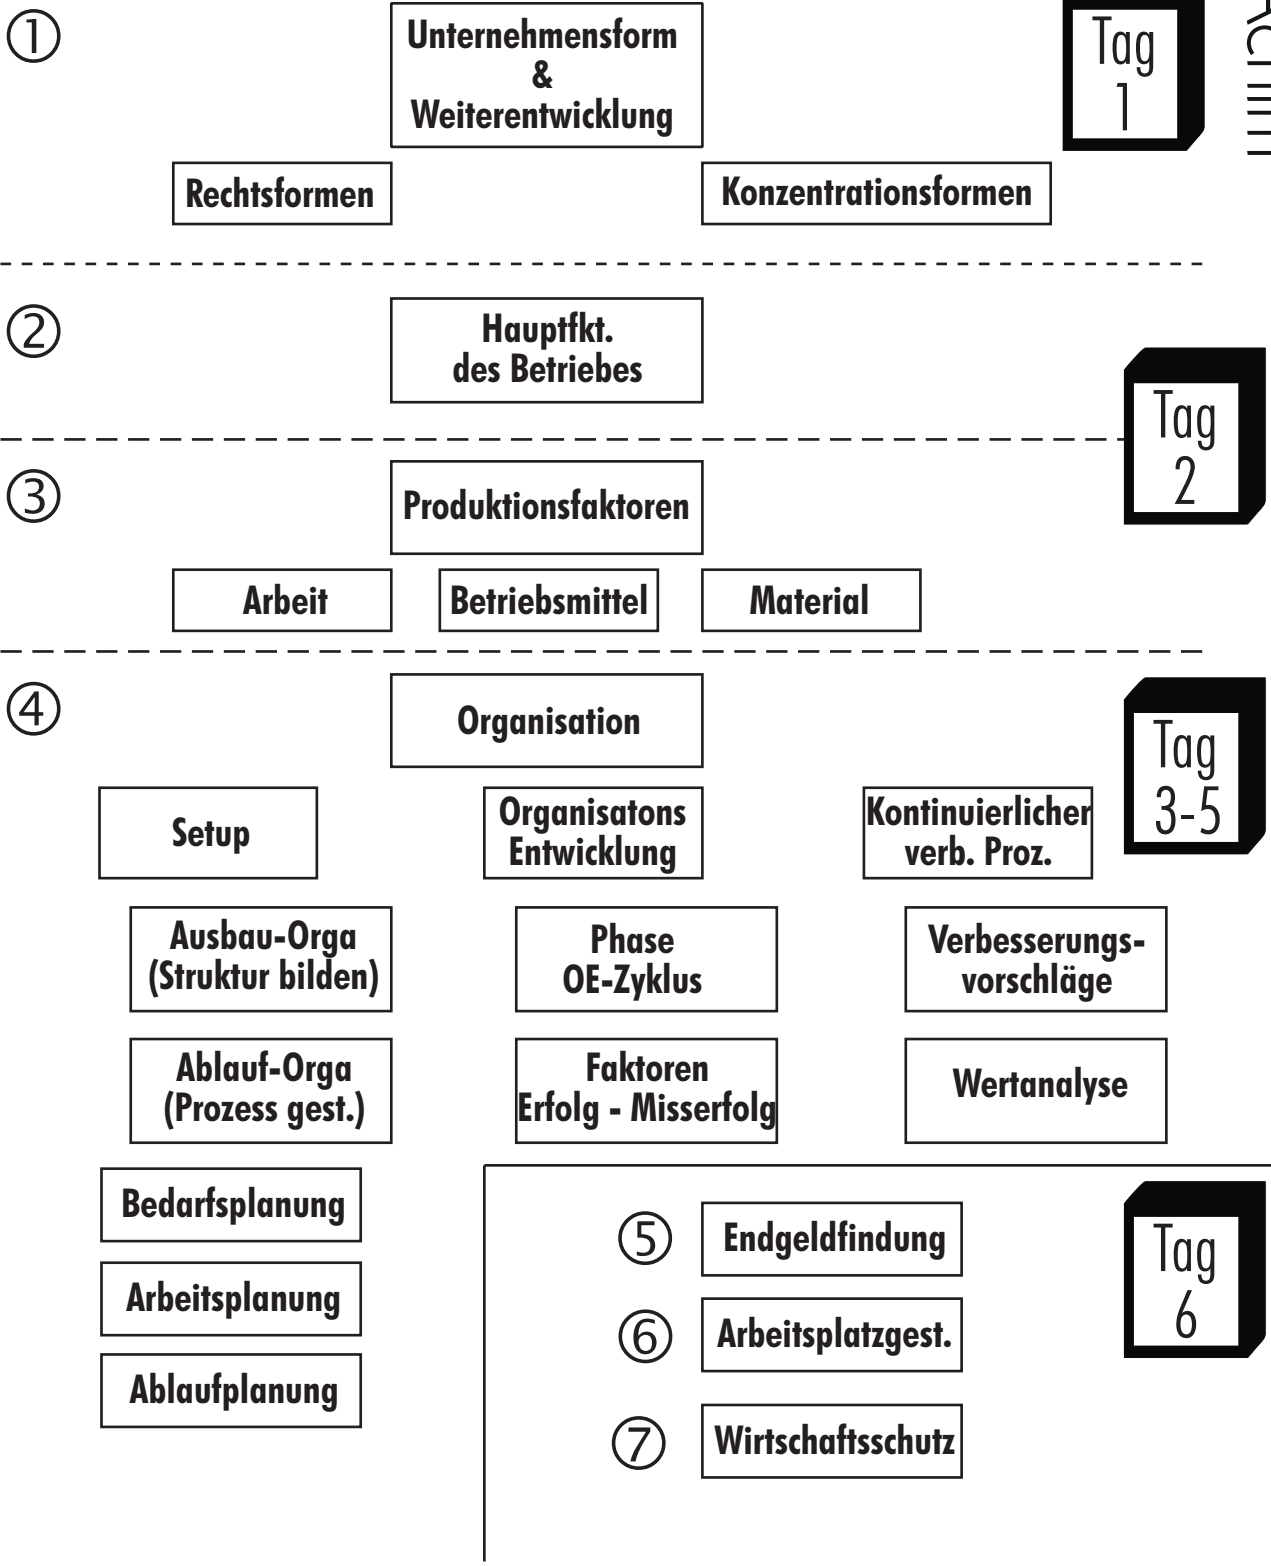 ①
Unternehmensform
&
Weiterentwicklung
Tag
1
Rechtsformen
Konzentrationsformen
②
Hauptfkt.
des Betriebes
Tag
2
③
Produktionsfaktoren
Arbeit
Betriebsmittel
Material
④
Organisation
Tag
3-5
Setup
Organisatons
Entwicklung
Kontinuierlicher
verb. Proz.
Ausbau-Orga
(Struktur bilden)
Phase
OE-Zyklus
Verbesserungs-
vorschläge
Ablauf-Orga
(Prozess gest.)
Faktoren
Erfolg - Misserfolg
Wertanalyse
Bedarfsplanung
Arbeitsplanung
Ablaufplanung
⑤
Endgeldfindung
⑥
Arbeitsplatzgest.
⑦
Wirtschaftsschutz
Tag
6